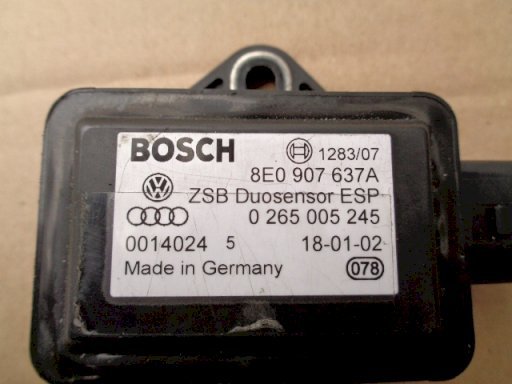 BOSCH 1283/07
8E0 907 637A
ZSB Duosensor ESP
0 265 005 245
0014024 5 18-01-02
Made in Germany 078